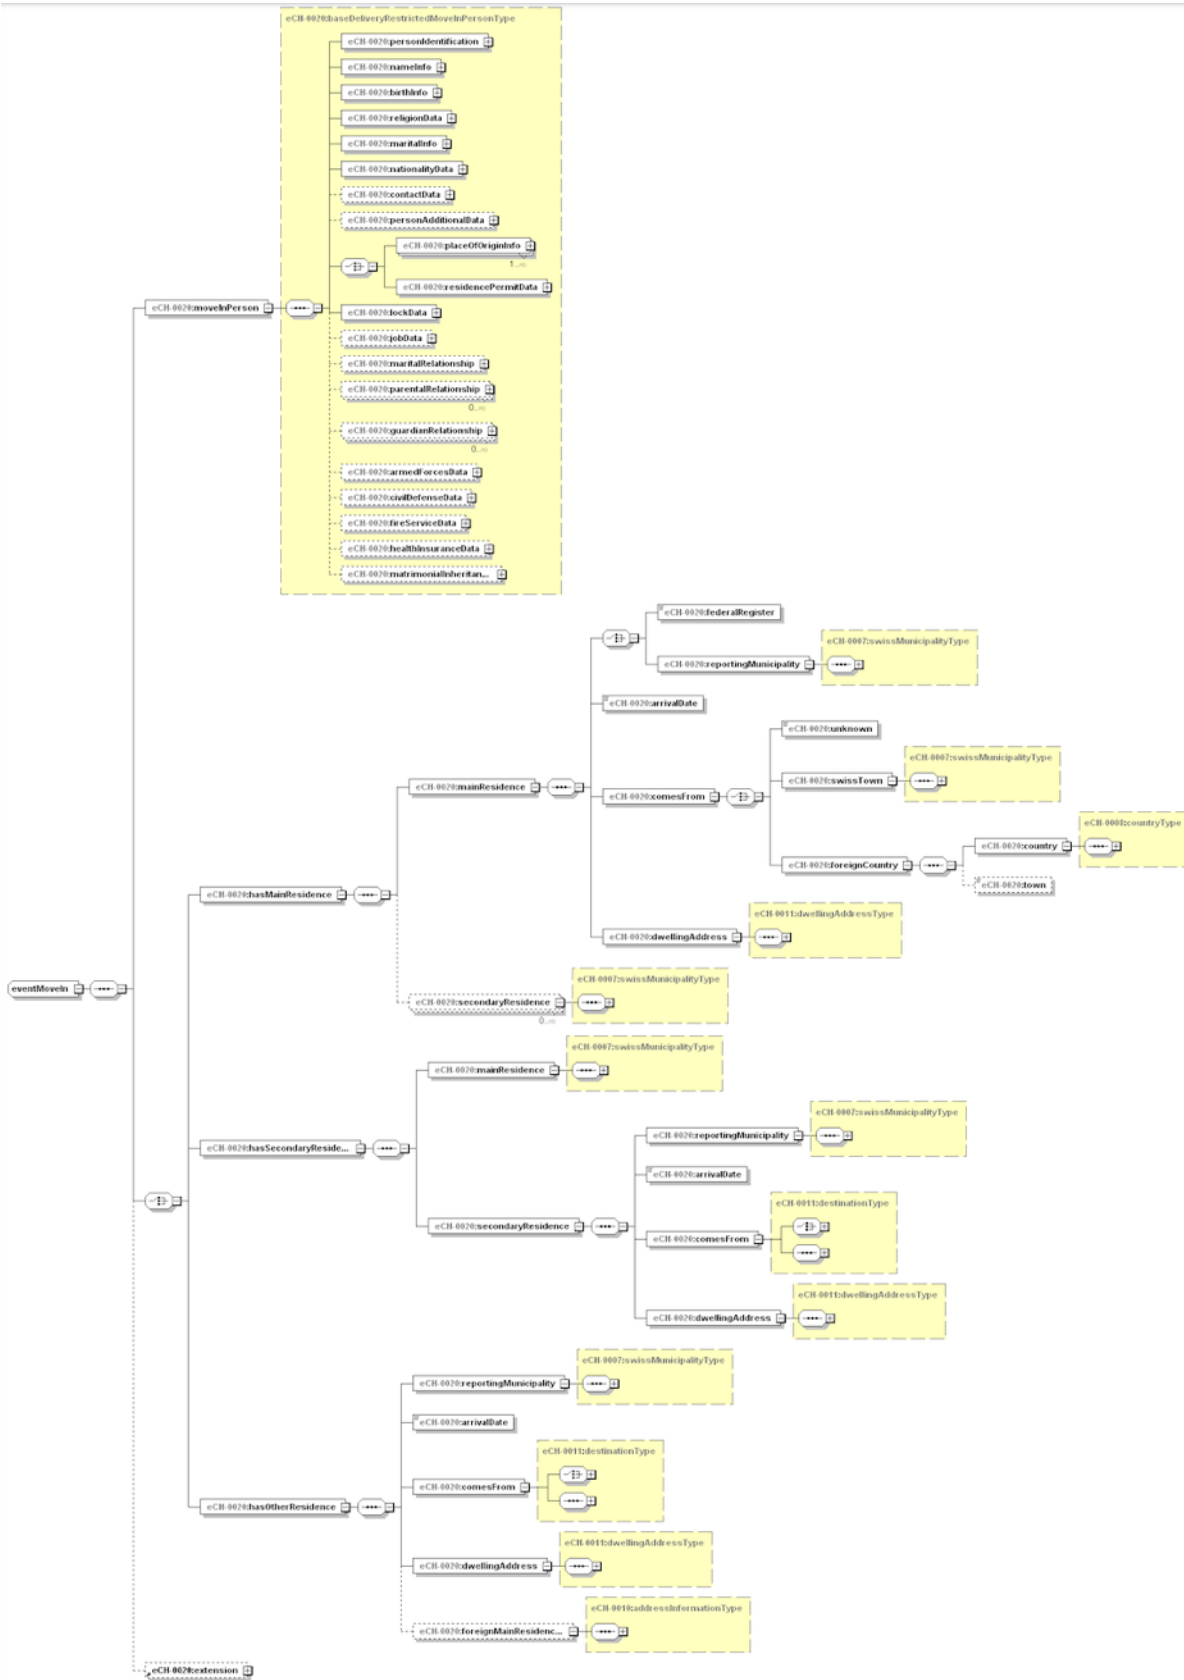 eCH-0020:baseDeliveryRestrictedMoveInPersonType
eCH-0020:personIdentification
eCH-0020:nameInfo
eCH-0020:birthInfo
eCH-0020:religionData
eCH-0020:maritalInfo
eCH-0020:nationalityData
eCH-0020:contactData
eCH-0020:personAdditionalData
eCH-0020:placeOfOriginInfo
1..∞
eCH-0020:residencePermitData
eCH-0020:moveInPerson
eCH-0020:lockData
eCH-0020:jobData
eCH-0020:maritalRelationship
eCH-0020:parentalRelationship
0..∞
eCH-0020:guardianRelationship
0..∞
eCH-0020:armedForcesData
eCH-0020:civilDefenseData
eCH-0020:fireServiceData
eCH-0020:healthInsuranceData
eCH-0020:matrimonialInheritan...
eCH-0020:federalRegister
eCH-0007:swissMunicipalityType
eCH-0020:reportingMunicipality
eCH-0020:arrivalDate
eCH-0020:unknown
eCH-0007:swissMunicipalityType
eCH-0020:swissTown
eCH-0020:mainResidence
eCH-0020:comesFrom
eCH-0008:countryType
eCH-0020:country
eCH-0020:foreignCountry
eCH-0020:town
eCH-0020:hasMainResidence
eCH-0011:dwellingAddressType
eCH-0020:dwellingAddress
eCH-0007:swissMunicipalityType
eventMoveIn
eCH-0020:secondaryResidence
0..∞
eCH-0007:swissMunicipalityType
eCH-0020:mainResidence
eCH-0007:swissMunicipalityType
eCH-0020:reportingMunicipality
eCH-0020:hasSecondaryReside...
eCH-0020:arrivalDate
eCH-0011:destinationType
eCH-0020:secondaryResidence
eCH-0020:comesFrom
eCH-0011:dwellingAddressType
eCH-0020:dwellingAddress
eCH-0007:swissMunicipalityType
eCH-0020:reportingMunicipality
eCH-0020:arrivalDate
eCH-0011:destinationType
eCH-0020:comesFrom
eCH-0020:hasOtherResidence
eCH-0011:dwellingAddressType
eCH-0020:dwellingAddress
eCH-0010:addressInformationType
eCH-0020:foreignMainResidenc...
eCH-0020:extension